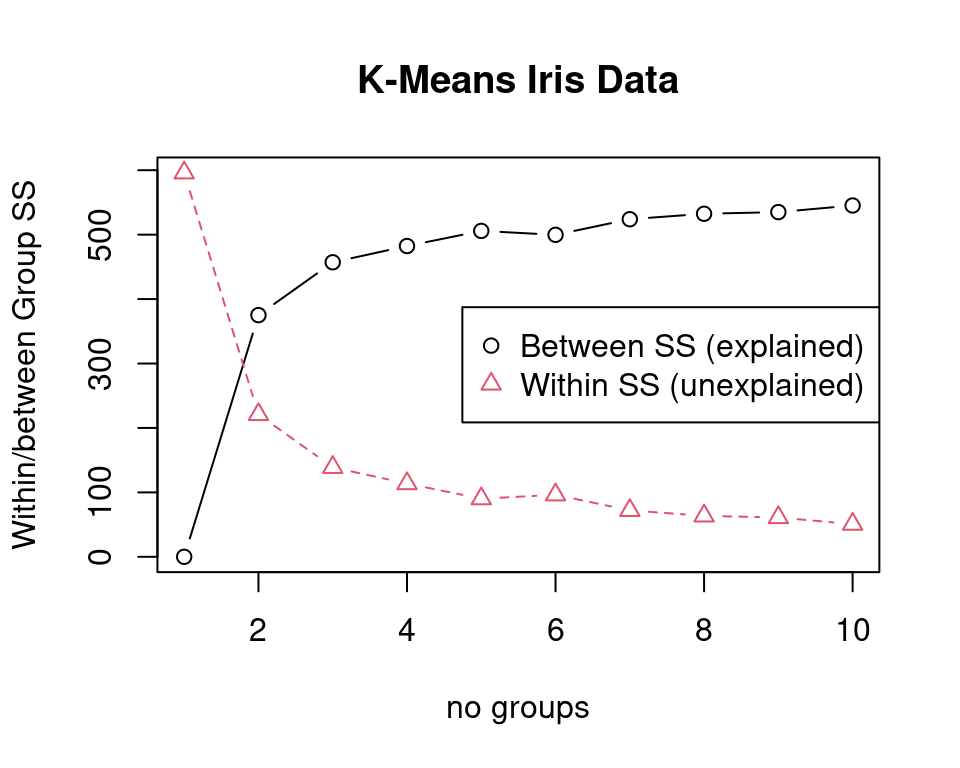 K-Means Iris Data
Within/between Group SS
500
300
100
0
Between SS (explained)
Within SS (unexplained)
2 4 6 8 10
no groups